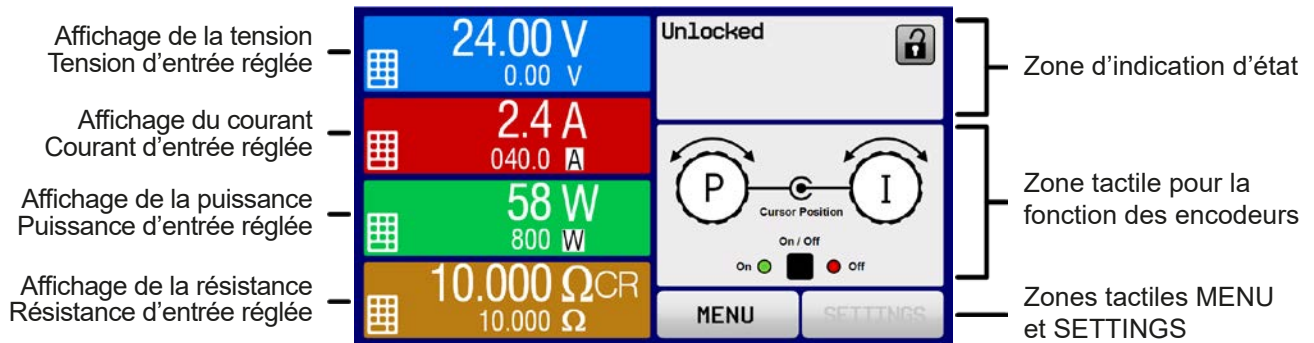 Affichage de la tension
Tension d’entrée réglée
Affichage du courant
Courant d’entrée réglée
Affichage de la puissance
Puissance d’entrée réglée
Affichage de la résistance
Résistance d’entrée réglée
24.00 V
0.00 V
2.4 A
040.0 A
58 W
800 W
10.000 ΩCR
10.000 Ω
Unlocked
P I
Cursor Position
On / Off
On Off
MENU SETTINGS
Zone d’indication d’état
Zone tactile pour la
fonction des encodeurs
Zones tactiles MENU
et SETTINGS